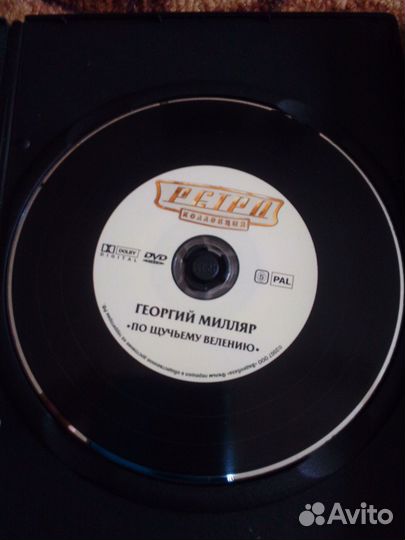 РЕТРО
КОЛЛЕКЦИЯ
DOLBY
DIGITAL
DVD
5 PAL
ГЕОРГИЙ МИЛЛЯР
•ПО ЩУЧЬЕМУ ВЕЛЕНИЮ•
Avito